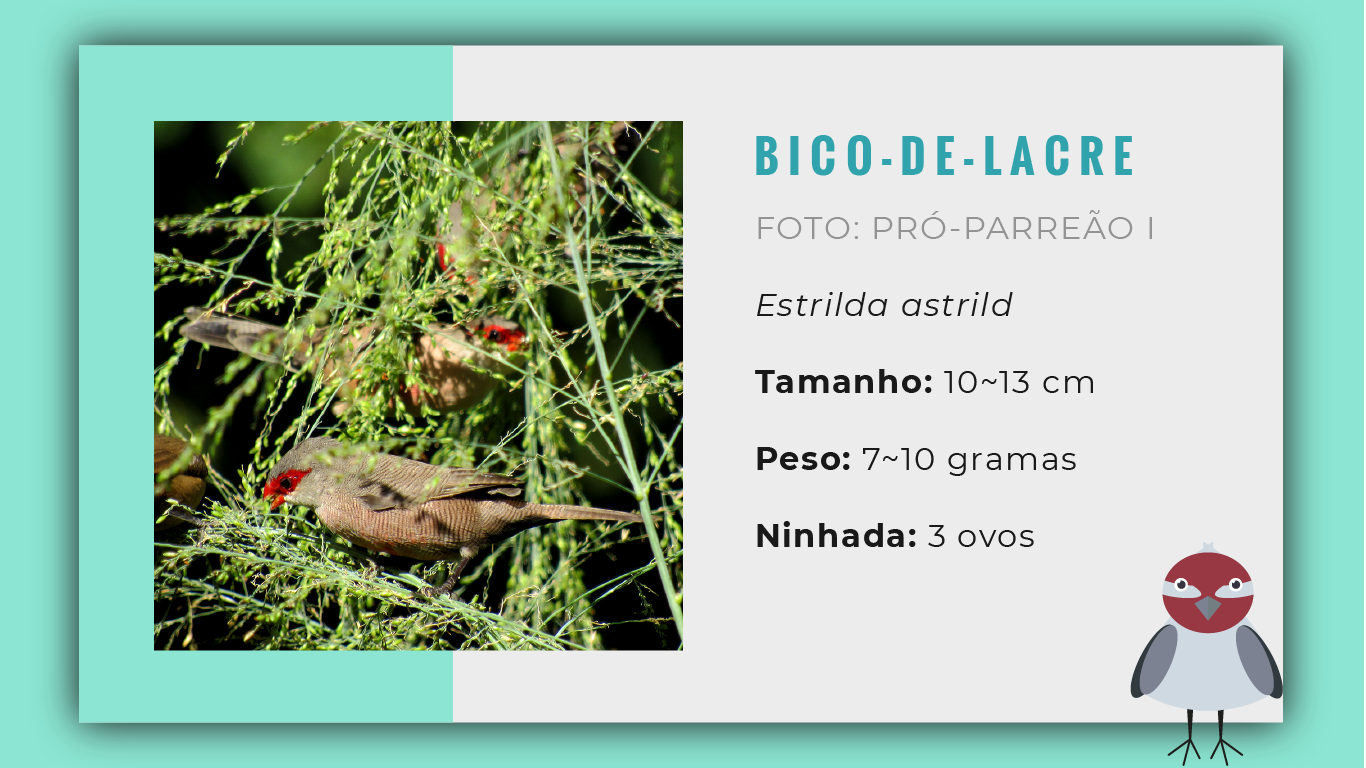 BICO-DE-LACRE
FOTO: PRÓ-PARREÃO I
Estrilda astrild
Tamanho: 10~13 cm
Peso: 7~10 gramas
Ninhada: 3 ovos